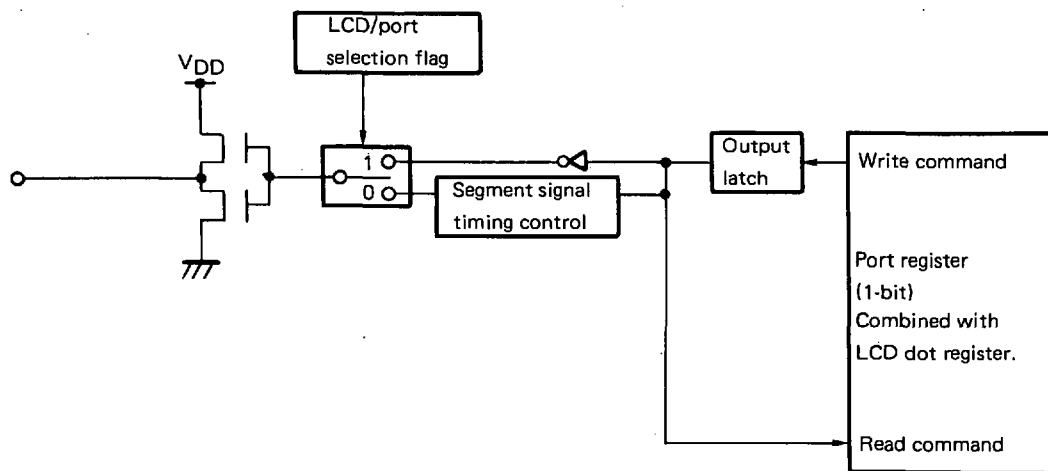 LCD/port
selection flag
VDD
1
0
Segment signal
timing control
Output
latch
Write command
Port register
(1-bit)
Combined with
LCD dot register.
Read command